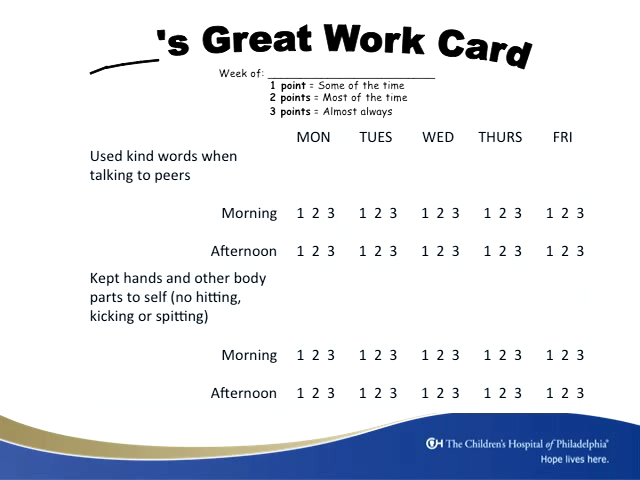 ________'s Great Work Card
Week of: ___________________________
1 point = Some of the time
2 points = Most of the time
3 points = Almost always
MON TUES WED THURS FRI
Used kind words when
talking to peers
Morning 1 2 3 1 2 3 1 2 3 1 2 3 1 2 3
Afternoon 1 2 3 1 2 3 1 2 3 1 2 3 1 2 3
Kept hands and other body
parts to self (no hitting,
kicking or spitting)
Morning 1 2 3 1 2 3 1 2 3 1 2 3 1 2 3
Afternoon 1 2 3 1 2 3 1 2 3 1 2 3 1 2 3
The Children's Hospital of Philadelphia®
Hope lives here.